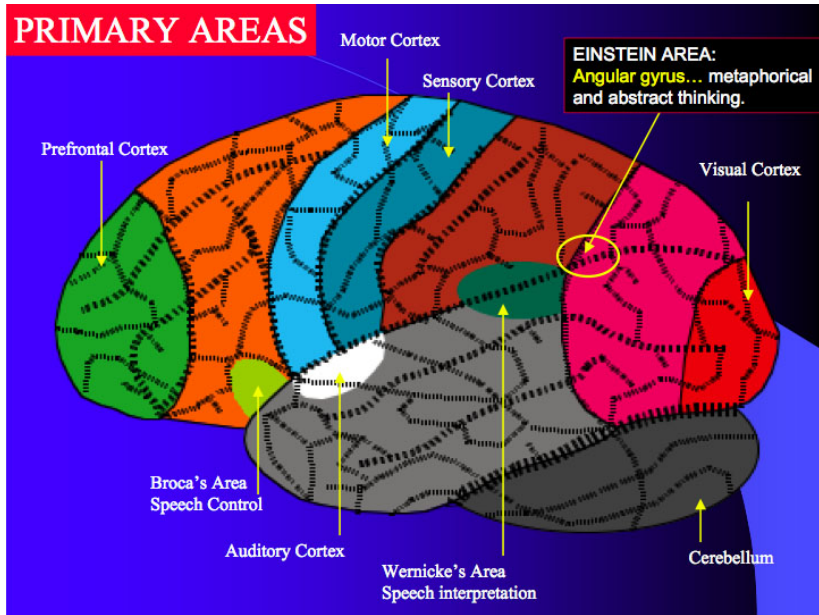 PRIMARY AREAS
Motor Cortex
Sensory Cortex
EINSTEIN AREA:
Angular gyrus... metaphorical
and abstract thinking.
Prefrontal Cortex
Visual Cortex
Broca's Area
Speech Control
Auditory Cortex
Wernicke's Area
Speech interpretation
Cerebellum